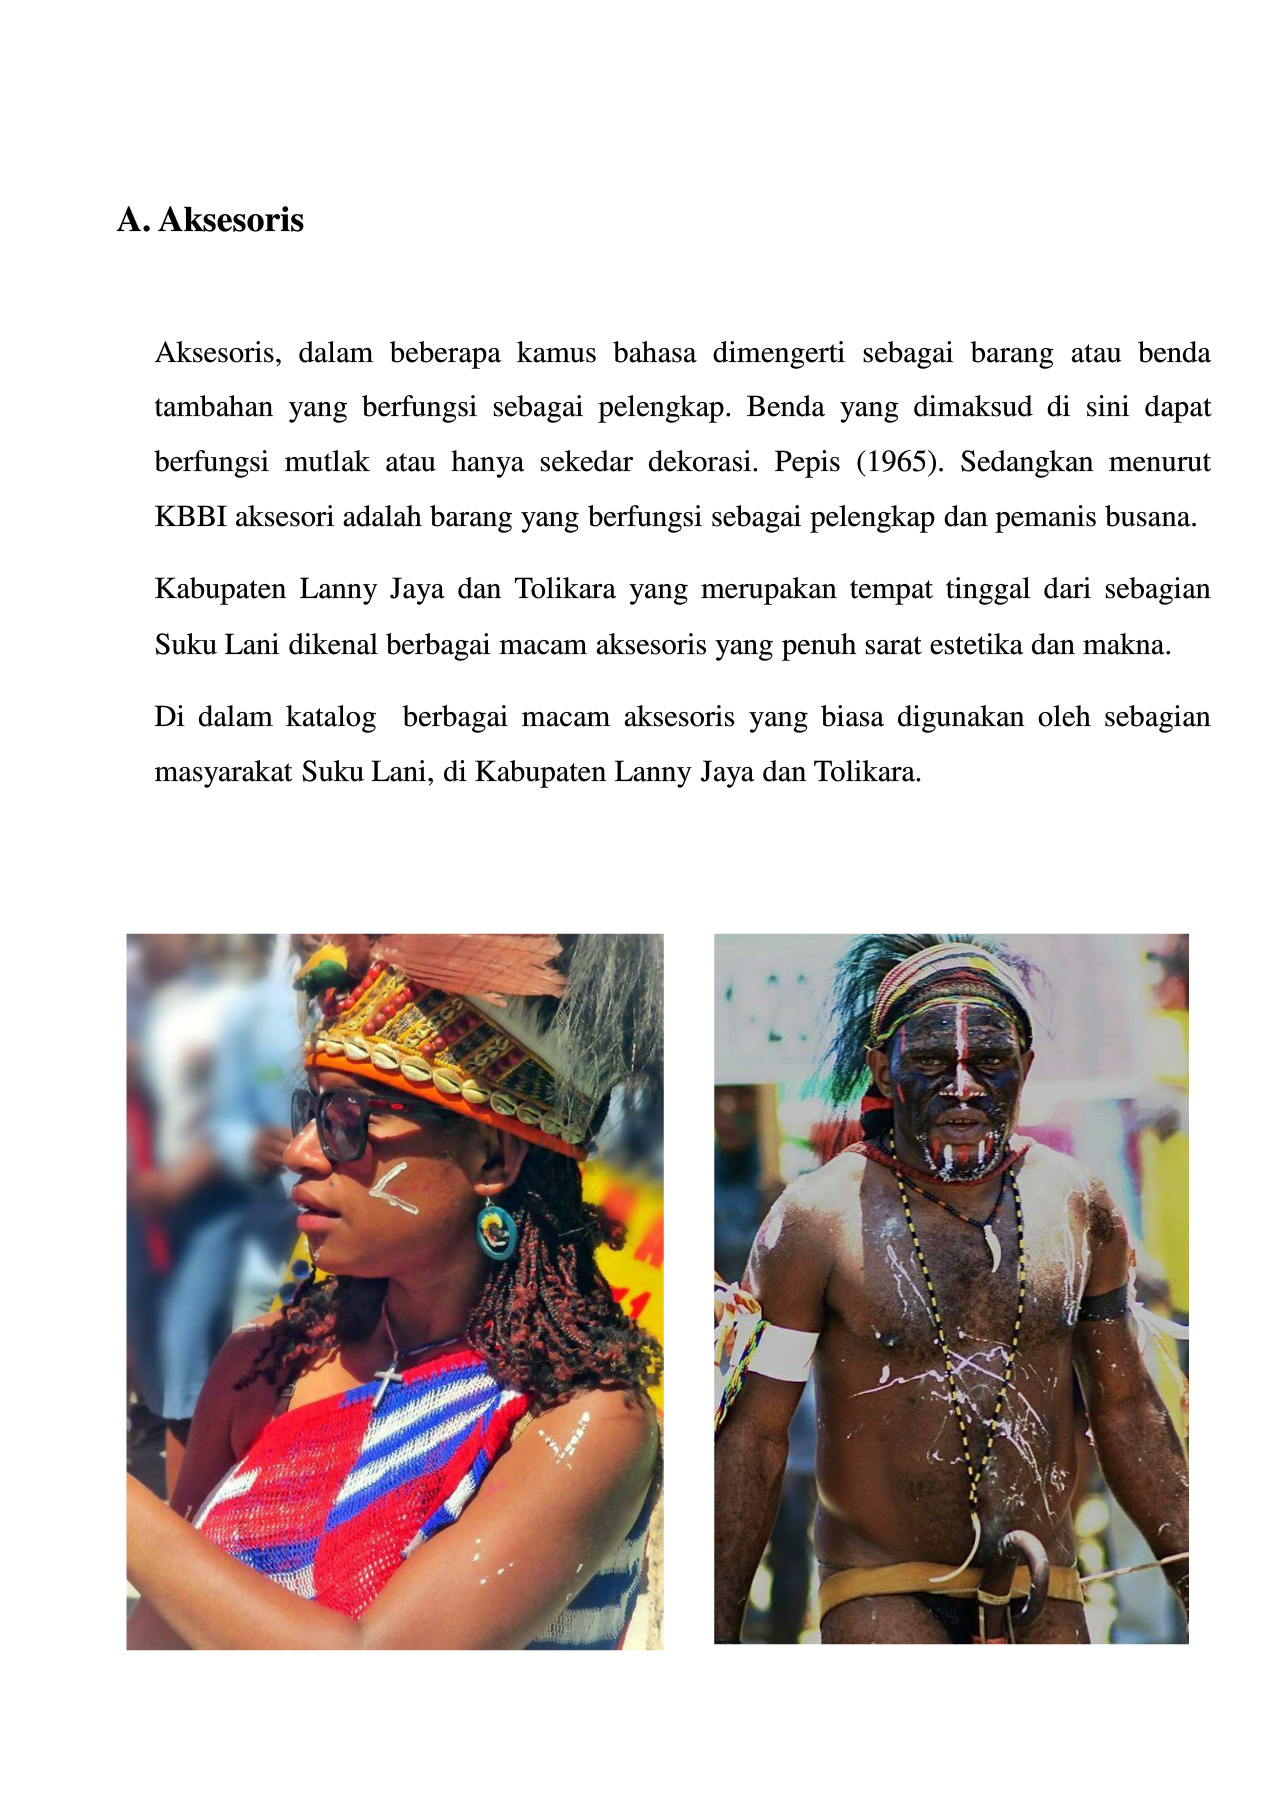 A. Aksesoris
Aksesoris, dalam beberapa kamus bahasa dimengerti sebagai barang atau benda
tambahan yang berfungsi sebagai pelengkap. Benda yang dimaksud di sini dapat
berfungsi mutlak atau hanya sekedar dekorasi. Pepis (1965). Sedangkan menurut
KBBI aksesori adalah barang yang berfungsi sebagai pelengkap dan pemanis busana.
Kabupaten Lanny Jaya dan Tolikara yang merupakan tempat tinggal dari sebagian
Suku Lani dikenal berbagai macam aksesoris yang penuh sarat estetika dan makna.
Di dalam katalog  berbagai macam aksesoris yang biasa digunakan oleh sebagian
masyarakat Suku Lani, di Kabupaten Lanny Jaya dan Tolikara.